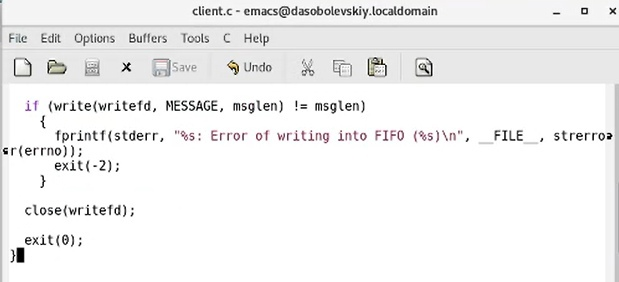 client.c - emacs@dasobolevskiy.localdomain
File Edit Options Buffers Tools C Help
Save Undo
if (write(writefd, MESSAGE, msglen) != msglen)
{
fprintf(stderr, "%s: Error of writing into FIFO (%s)\n", __FILE__, strerro
r(errno));
exit(-2);
}
close(writefd);
exit(0);
}